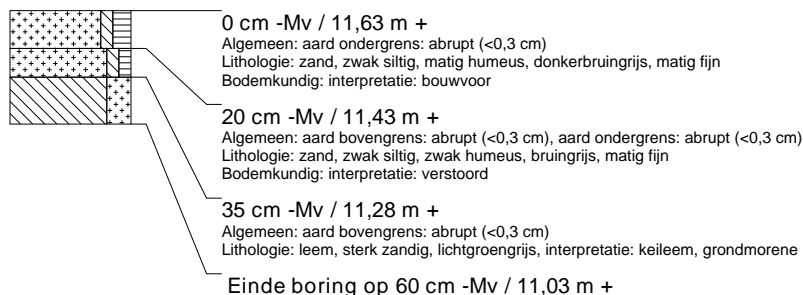 0 cm -Mv / 11,63 m +
Algemeen: aard ondergrens: abrupt (<0,3 cm)
Lithologie: zand, zwak siltig, matig humeus, donkerbruingrijs, matig fijn
Bodemkundig: interpretatie: bouwvoor
20 cm -Mv / 11,43 m +
Algemeen: aard bovengrens: abrupt (<0,3 cm), aard ondergrens: abrupt (<0,3 cm)
Lithologie: zand, zwak siltig, zwak humeus, bruingrijs, matig fijn
Bodemkundig: interpretatie: verstoord
35 cm -Mv / 11,28 m +
Algemeen: aard bovengrens: abrupt (<0,3 cm)
Lithologie: leem, sterk zandig, lichtgroengrijs, interpretatie: keileem, grondmorene
Einde boring op 60 cm -Mv / 11,03 m +